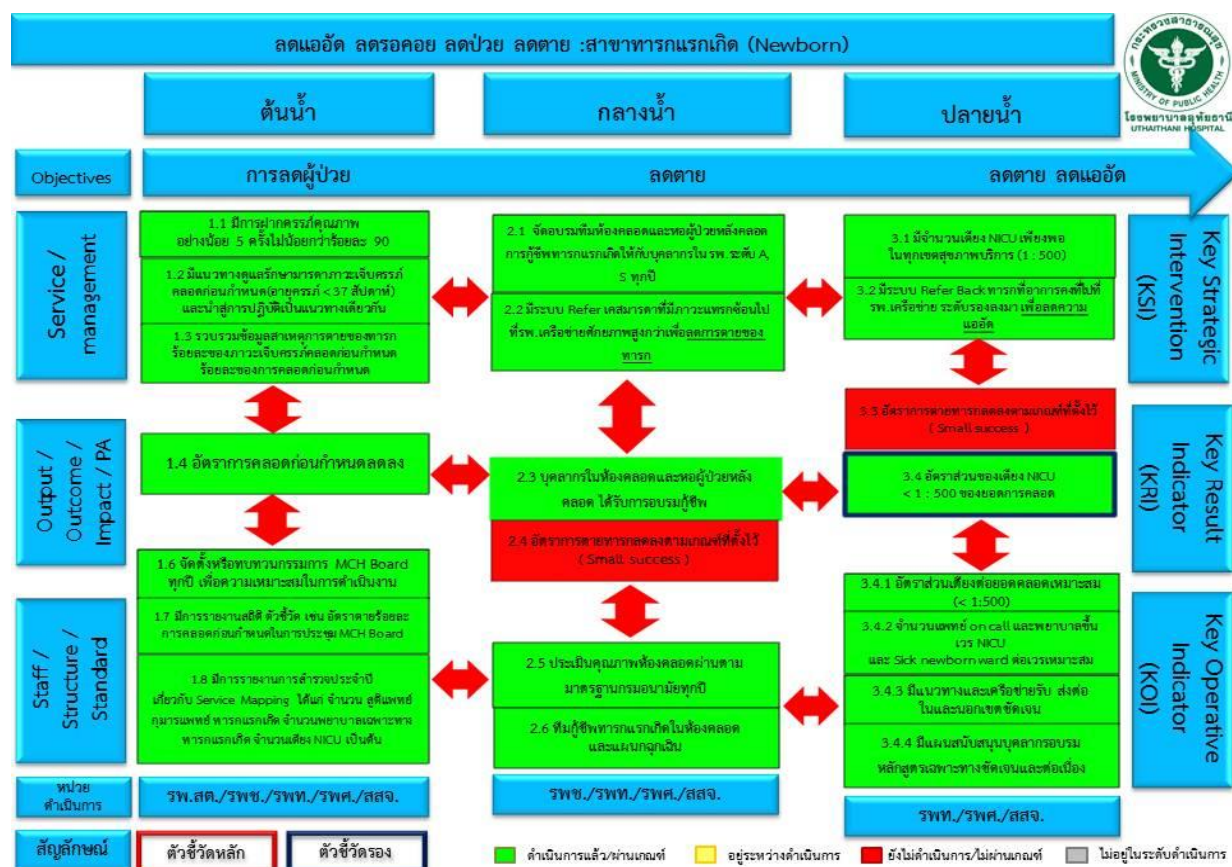 ลดแออัด ลดรอคอย ลดป่วย ลดตาย :สาขาทารกแรกเกิด (Newborn)
กระทรวงสาธารณสุข
MINISTRY OF PUBLIC HEALTH
โรงพยาบาลอุทัยธานี
UTHAITHANI HOSPITAL
ต้นน้ำ
กลางน้ำ
ปลายน้ำ
Objectives
การลดผู้ป่วย
ลดตาย
ลดตาย ลดแออัด
Service /
management
1.1 มีการฝากครรภ์คุณภาพ
อย่างน้อย 5 ครั้งไม่น้อยกว่าร้อยละ 90
1.2 มีแนวทางดูแลรักษามารดาภาวะเจ็บครรภ์
คลอดก่อนกำหนด(อายุครรภ์ < 37 สัปดาห์)
และนำสู่การปฏิบัติเป็นแนวทางเดียวกัน
1.3 รวบรวมข้อมูลสาเหตุการตายของทารก
ร้อยละของภาวะเจ็บครรภ์คลอดก่อนกำหนด
ร้อยละของการคลอดก่อนกำหนด
2.1 จัดอบรมทีมห้องคลอดและหอผู้ป่วยหลังคลอด
การกู้ชีพทารกแรกเกิดให้กับบุคลากรใน รพ. ระดับ A,
S ทุกปี
2.2 มีระบบ Refer เคสมารดาที่มีภาวะแทรกซ้อนไป
ที่รพ.เครือข่ายศักยภาพสูงกว่าเพื่อลดการตายของ
ทารก
3.1 มีจำนวนเตียง NICU เพียงพอ
ในทุกเขตสุขภาพบริการ (1 : 500)
3.2 มีระบบ Refer Back ทารกที่อาการคงที่ไปที่
รพ.เครือข่าย ระดับรองลงมา เพื่อลดความ
แออัด
Key Strategic
Intervention
(KSI)
Output /
Outcome /
Impact / PA
1.4 อัตราการคลอดก่อนกำหนดลดลง
2.3 บุคลากรในห้องคลอดและหอผู้ป่วยหลัง
คลอด ได้รับการอบรมกู้ชีพ
2.4 อัตราการตายทารกลดลงตามเกณฑ์ที่ตั้งไว้
( Small success )
3.3 อัตราการตายทารกลดลงตามเกณฑ์ที่ตั้งไว้
( Small success )
3.4 อัตราส่วนของเตียง NICU
< 1 : 500 ของยอดการคลอด
Key Result
Indicator
(KRI)
Staff /
Structure /
Standard
1.6 จัดตั้งหรือทบทวนกรรมการ MCH Board
ทุกปี เพื่อความเหมาะสมในการดำเนินงาน
1.7 มีการรายงานสถิติ ตัวชี้วัด เช่น อัตราตายร้อยละ
การคลอดก่อนกำหนดในการประชุม MCH Board
1.8 มีการรายงานการสำรวจประจำปี
เกี่ยวกับ Service Mapping ได้แก่ จำนวน สูติแพทย์
กุมารแพทย์ ทารกแรกเกิด จำนวนพยาบาลเฉพาะทาง
ทารกแรกเกิด จำนวนเตียง NICU เป็นต้น
2.5 ประเมินคุณภาพห้องคลอดผ่านตาม
มาตรฐานกรมอนามัยทุกปี
2.6 ทีมกู้ชีพทารกแรกเกิดในห้องคลอด
และแผนกฉุกเฉิน
3.4.1 อัตราส่วนเตียงต่อยอดคลอดเหมาะสม
(< 1:500)
3.4.2 จำนวนแพทย์ on call และพยาบาลขึ้น
เวร NICU
และ Sick newborn ward ต่อเวรเหมาะสม
3.4.3 มีแนวทางและเครือข่ายรับ ส่งต่อ
ในและนอกเขตชัดเจน
3.4.4 มีแผนสนับสนุนบุคลากรอบรม
หลักสูตรเฉพาะทางชัดเจนและต่อเนื่อง
Key Operative
Indicator
(KOI)
หน่วย
ดำเนินการ
รพ.สต./รพช./รพท./รพศ./สสจ.
รพช./รพท./รพศ./สสจ.
รพท./รพศ./สสจ.
สัญลักษณ์
ตัวชี้วัดหลัก
ตัวชี้วัดรอง
ดำเนินการแล้ว/ผ่านเกณฑ์
อยู่ระหว่างดำเนินการ
ยังไม่ดำเนินการ/ไม่ผ่านเกณฑ์
ไม่อยู่ในระดับดำเนินการ